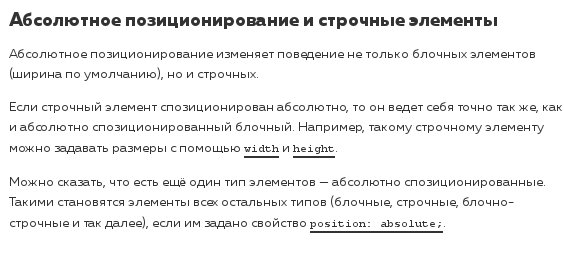 Абсолютное позиционирование и строчные элементы
Абсолютное позиционирование изменяет поведение не только блочных элементов
(ширина по умолчанию), но и строчных.
Если строчный элемент спозиционирован абсолютно, то он ведет себя точно так же, как
и абсолютно спозиционированный блочный. Например, такому строчному элементу
можно задавать размеры с помощью width и height.
Можно сказать, что есть ещё один тип элементов — абсолютно спозиционированные.
Такими становятся элементы всех остальных типов (блочные, строчные, блочно-
строчные и так далее), если им задано свойство position: absolute;.